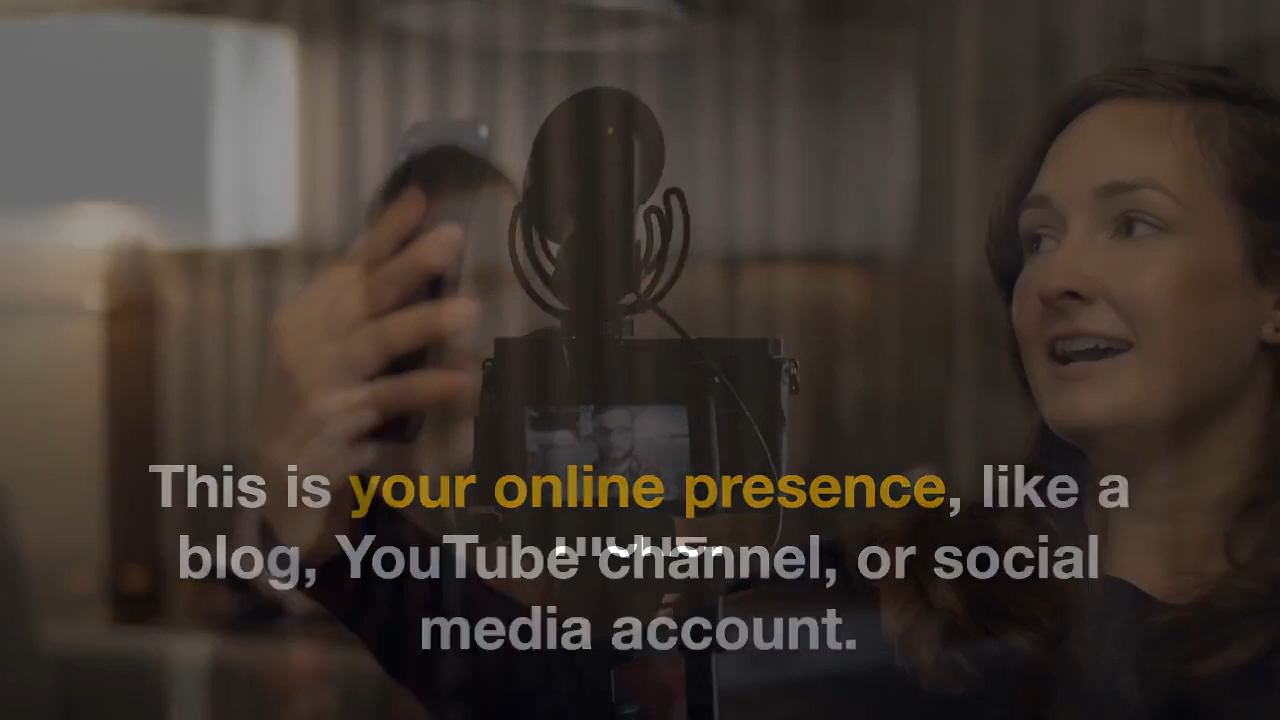 This is your online presence, like a
blog, YouTube channel, or social
media account.